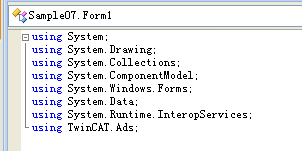 Sample07.Form1
using System;
using System.Drawing;
using System.Collections;
using System.ComponentModel;
using System.Windows.Forms;
using System.Data;
using System.Runtime.InteropServices;
using TwinCAT.Ads;